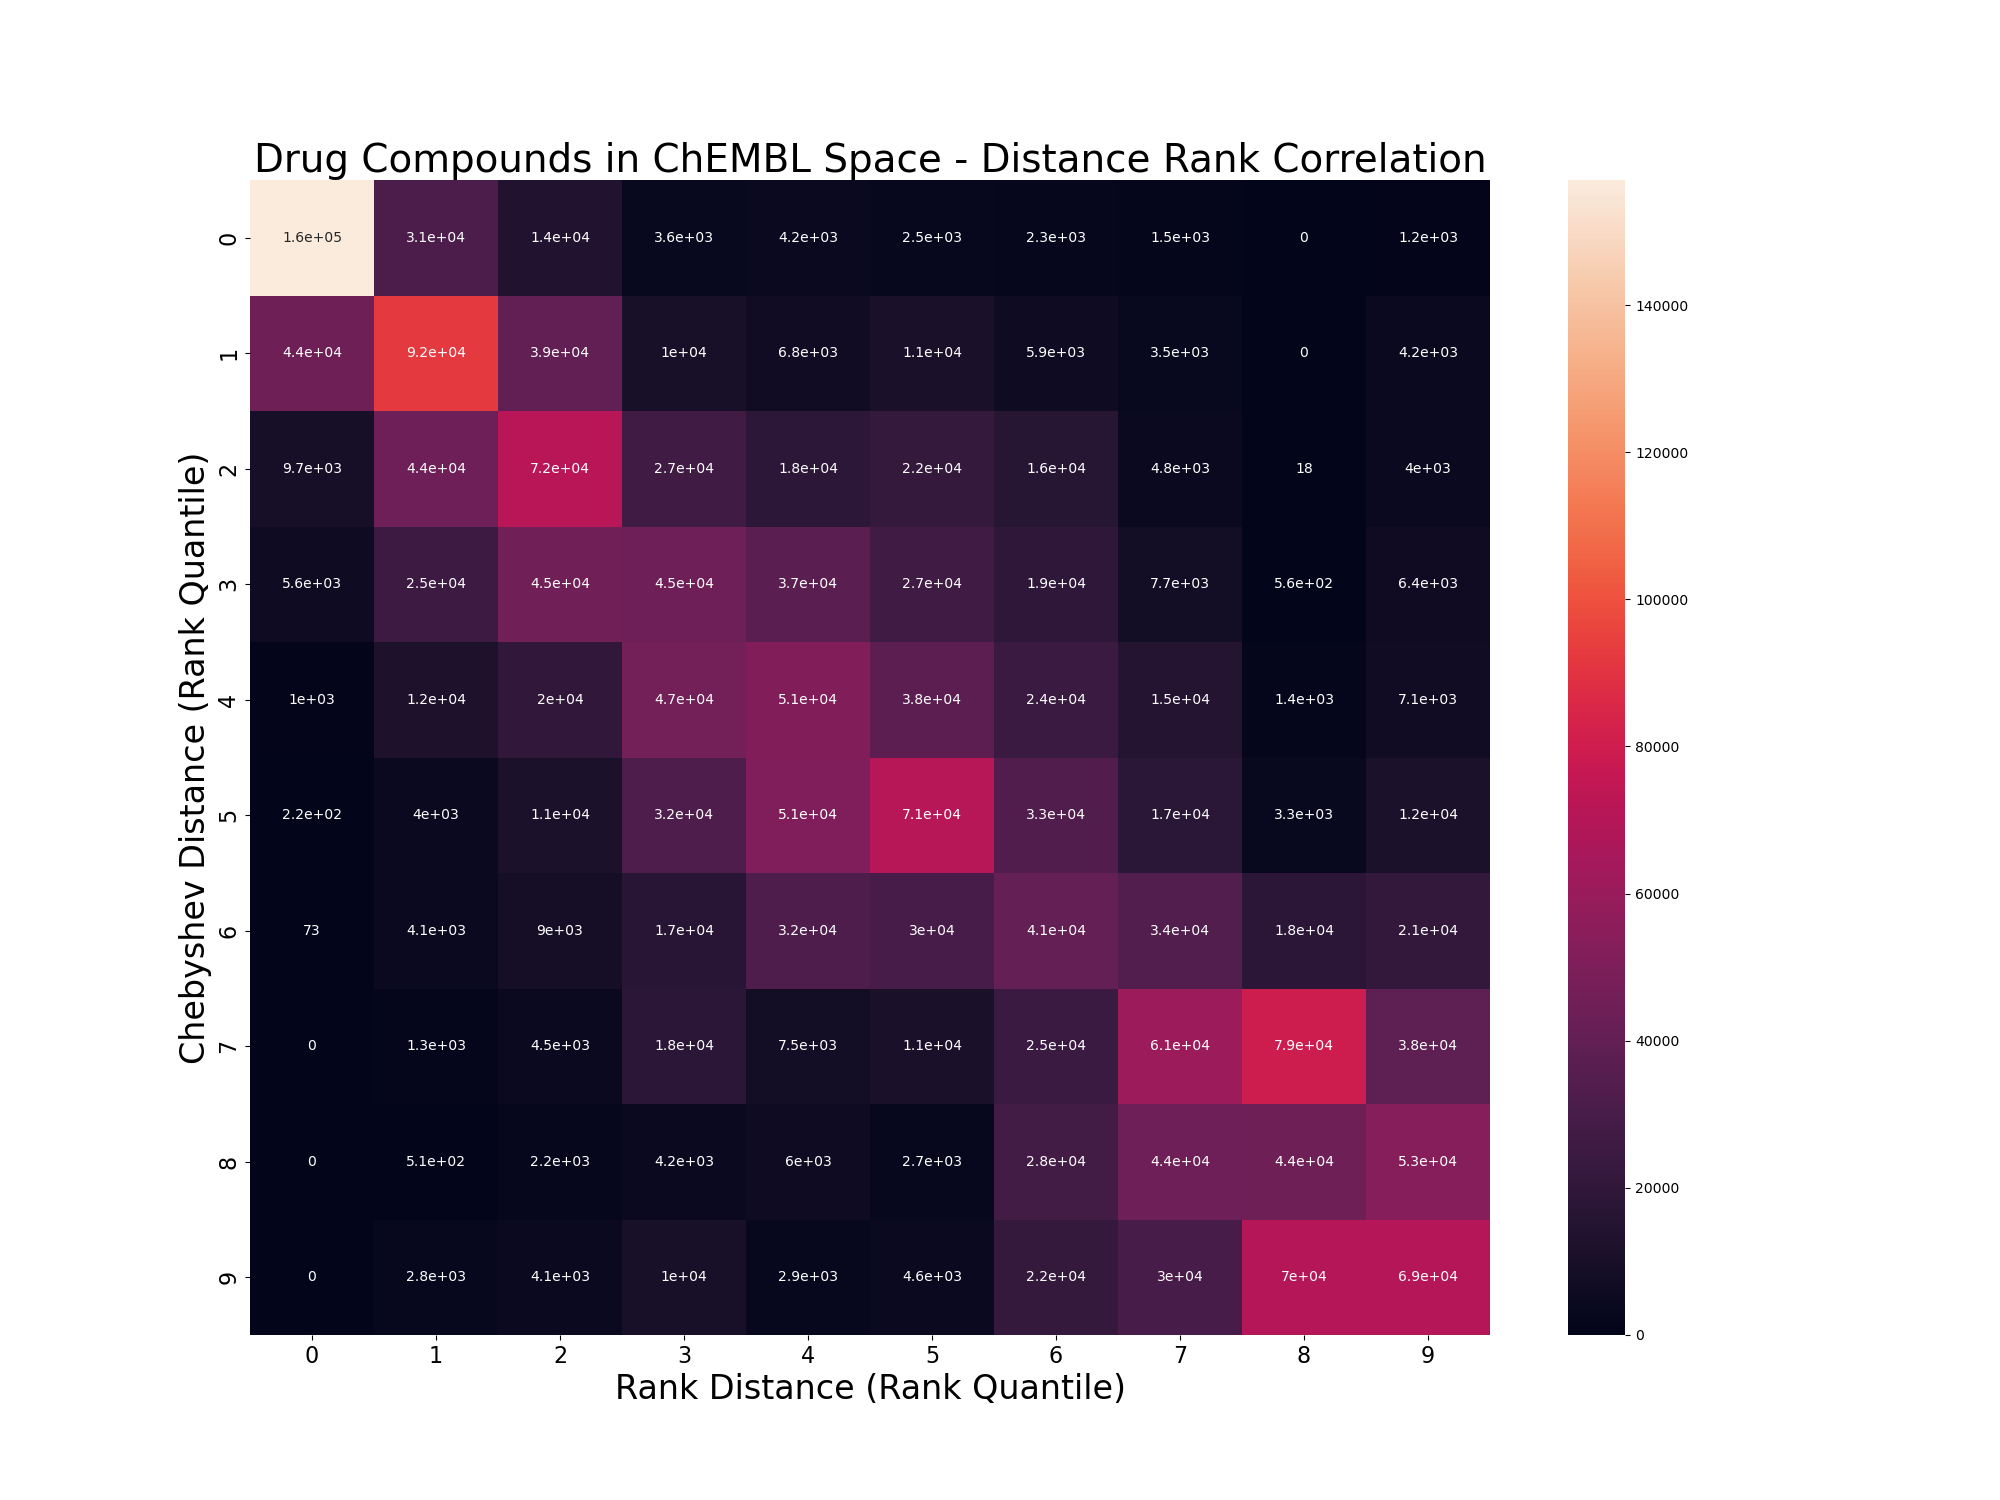 Drug Compounds in ChEMBL Space - Distance Rank Correlation
Chebyshev Distance (Rank Quantile)
0 1.6e+05 3.1e+04 1.4e+04 3.6e+03 4.2e+03 2.5e+03 2.3e+03 1.5e+03 0 1.2e+03
1 4.4e+04 9.2e+04 3.9e+04 1e+04 6.8e+03 1.1e+04 5.9e+03 3.5e+03 0 4.2e+03
2 9.7e+03 4.4e+04 7.2e+04 2.7e+04 1.8e+04 2.2e+04 1.6e+04 4.8e+03 18 4e+03
3 5.6e+03 2.5e+04 4.5e+04 4.5e+04 3.7e+04 2.7e+04 1.9e+04 7.7e+03 5.6e+02 6.4e+03
4 1e+03 1.2e+04 2e+04 4.7e+04 5.1e+04 3.8e+04 2.4e+04 1.5e+04 1.4e+03 7.1e+03
5 2.2e+02 4e+03 1.1e+04 3.2e+04 5.1e+04 7.1e+04 3.3e+04 1.7e+04 3.3e+03 1.2e+04
6 73 4.1e+03 9e+03 1.7e+04 3.2e+04 3e+04 4.1e+04 3.4e+04 1.8e+04 2.1e+04
7 0 1.3e+03 4.5e+03 1.8e+04 7.5e+03 1.1e+04 2.5e+04 6.1e+04 7.9e+04 3.8e+04
8 0 5.1e+02 2.2e+03 4.2e+03 6e+03 2.7e+03 2.8e+04 4.4e+04 4.4e+04 5.3e+04
9 0 2.8e+03 4.1e+03 1e+04 2.9e+03 4.6e+03 2.2e+04 3e+04 7e+04 6.9e+04
0 1 2 3 4 5 6 7 8 9
Rank Distance (Rank Quantile)
140000
120000
100000
80000
60000
40000
20000
0